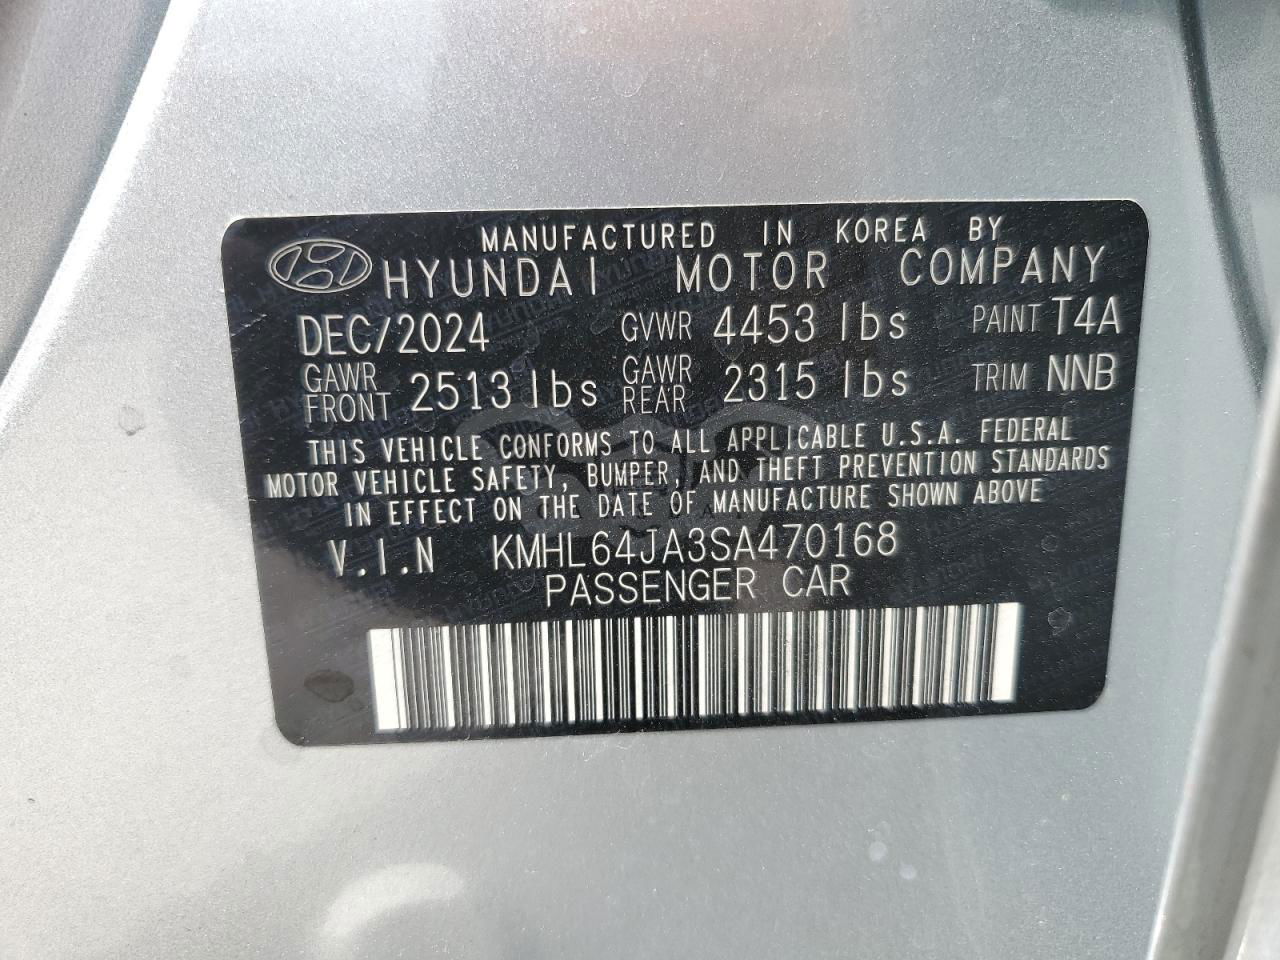 MANUFACTURED IN KOREA BY
HYUNDAI MOTOR COMPANY
DEC/2024 GVWR 4453 lbs PAINT T4A
GAWR FRONT 2513 lbs GAWR REAR 2315 lbs TRIM NNB
THIS VEHICLE CONFORMS TO ALL APPLICABLE U.S.A. FEDERAL
MOTOR VEHICLE SAFETY, BUMPER, AND THEFT PREVENTION STANDARDS
IN EFFECT ON THE DATE OF MANUFACTURE SHOWN ABOVE
V.I.N KMHL64JA3SA470168
PASSENGER CAR